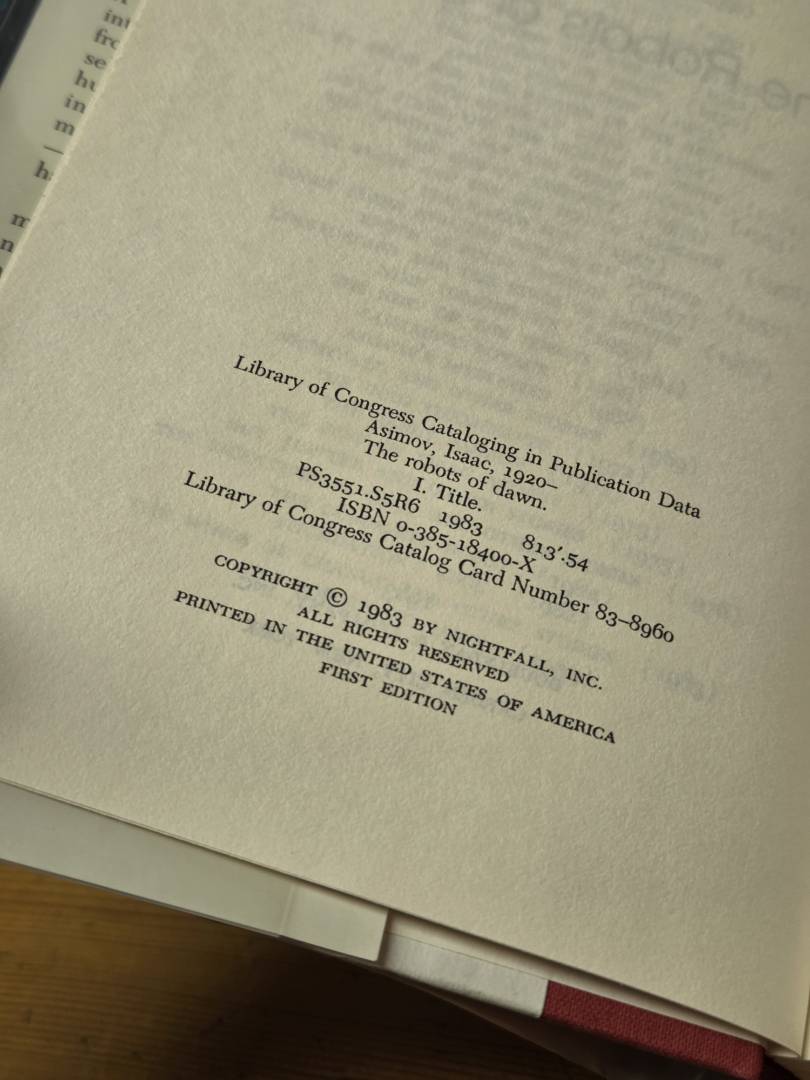 Library of Congress Cataloging in Publication Data
Asimov, Isaac, 1920–
The robots of dawn.
I. Title.
PS3551.S5R6 1983 813′.54
ISBN 0-385-18400-X
Library of Congress Catalog Card Number 83–8960
COPYRIGHT © 1983 BY NIGHTFALL, INC.
ALL RIGHTS RESERVED
PRINTED IN THE UNITED STATES OF AMERICA
FIRST EDITION